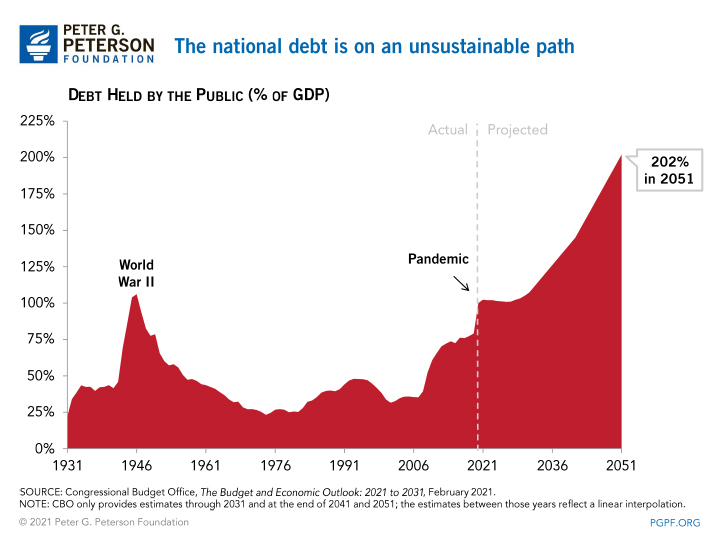 PETER G.
PETERSON
FOUNDATION
The national debt is on an unsustainable path
DEBT HELD BY THE PUBLIC (% OF GDP)
225%
Actual
Projected
200%
202%
in 2051
175%
150%
125%
World
War II
Pandemic
100%
75%
50%
25%
0%
1931
1946
1961
1976
1991
2006
2021
2036
2051
SOURCE: Congressional Budget Office, The Budget and Economic Outlook: 2021 to 2031, February 2021.
NOTE: CBO only provides estimates through 2031 and at the end of 2041 and 2051; the estimates between those years reflect a linear interpolation.
© 2021 Peter G. Peterson Foundation
PGPF.ORG